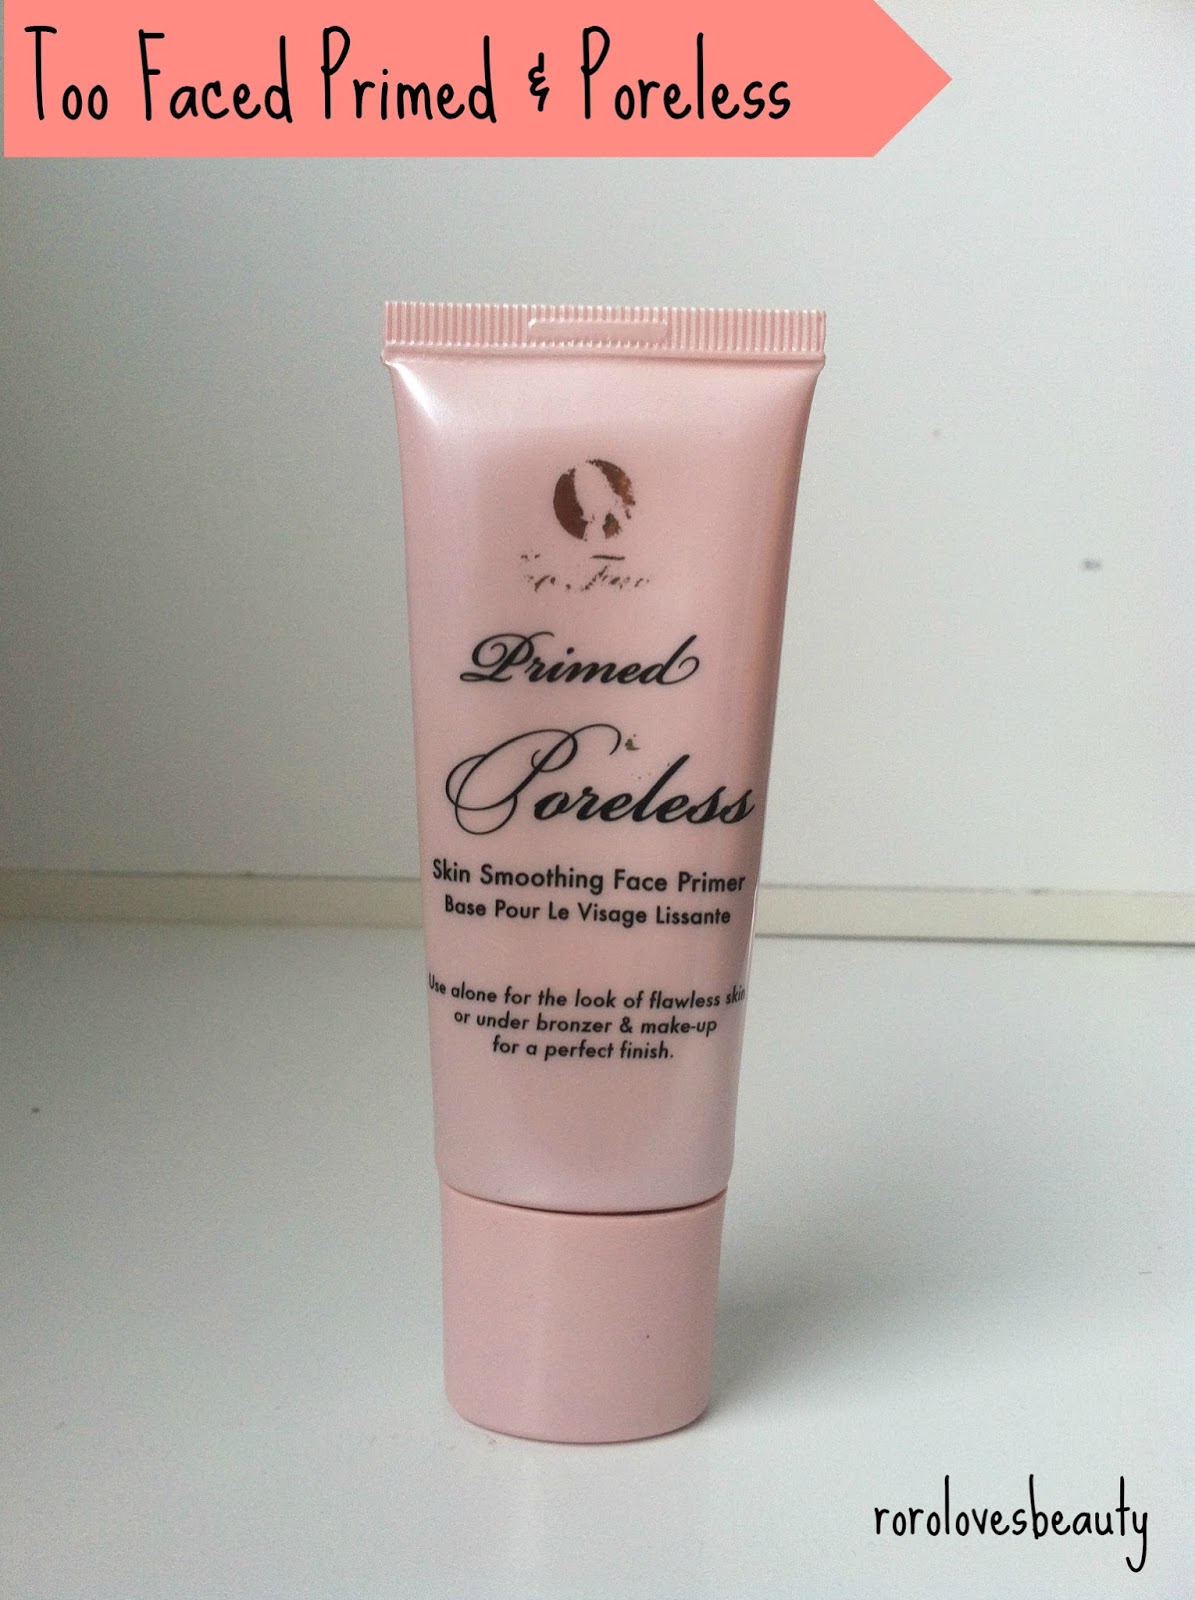 Too Faced Primed & Poreless
Primed
Poreless
Skin Smoothing Face Primer
Base Pour Le Visage Lissante
Use alone for the look of flawless skin
or under bronzer & make-up
for a perfect finish.
rorolovesbeauty